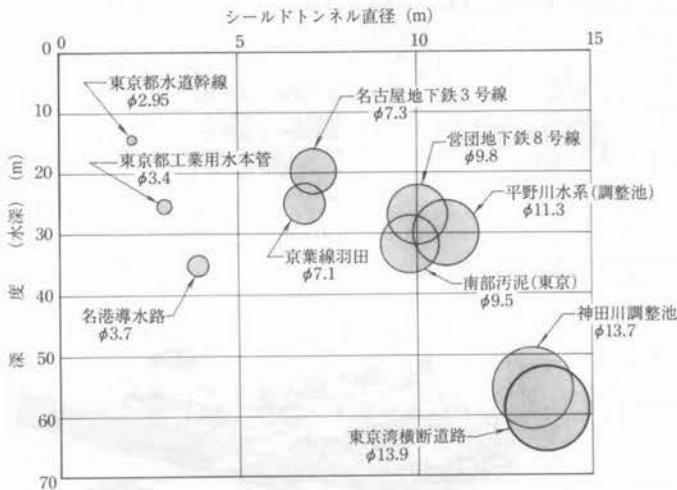 シールドトンネル直径 (m)
0 5 10 15
0
10
20
30
40
50
60
70
深度 (水深) (m)
東京都水道幹線
φ2.95
東京都工業用水本管
φ3.4
名港導水路
φ3.7
名古屋地下鉄3号線
φ7.3
京葉線羽田
φ7.1
営団地下鉄8号線
φ9.8
平野川水系(調整池)
φ11.3
南部汚泥(東京)
φ9.5
神田川調整池
φ13.7
東京湾横断道路
φ13.9